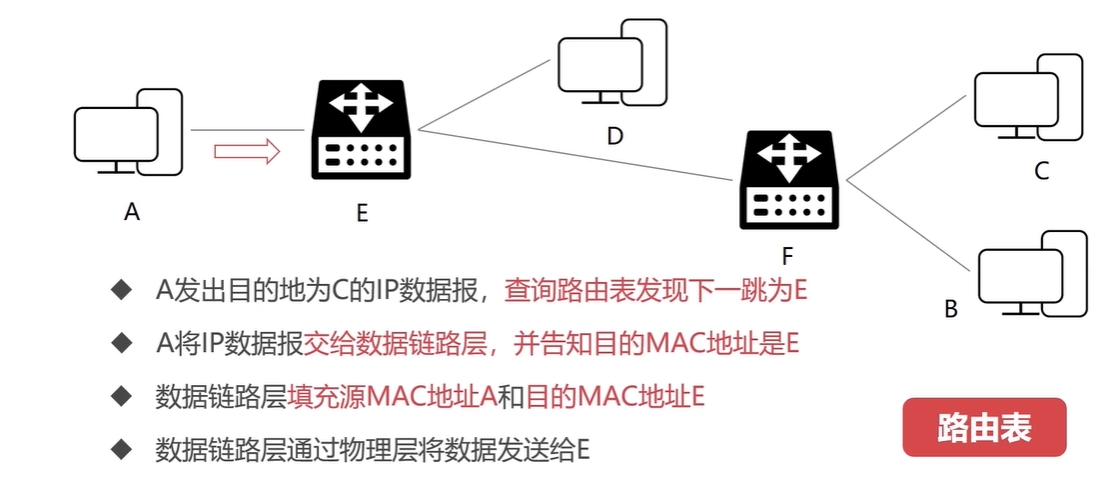 A
E
D
F
C
B
A发出目的地为C的IP数据报，查询路由表发现下一跳为E
A将IP数据报交给数据链路层，并告知目的MAC地址是E
数据链路层填充源MAC地址A和目的MAC地址E
数据链路层通过物理层将数据发送给E
路由表